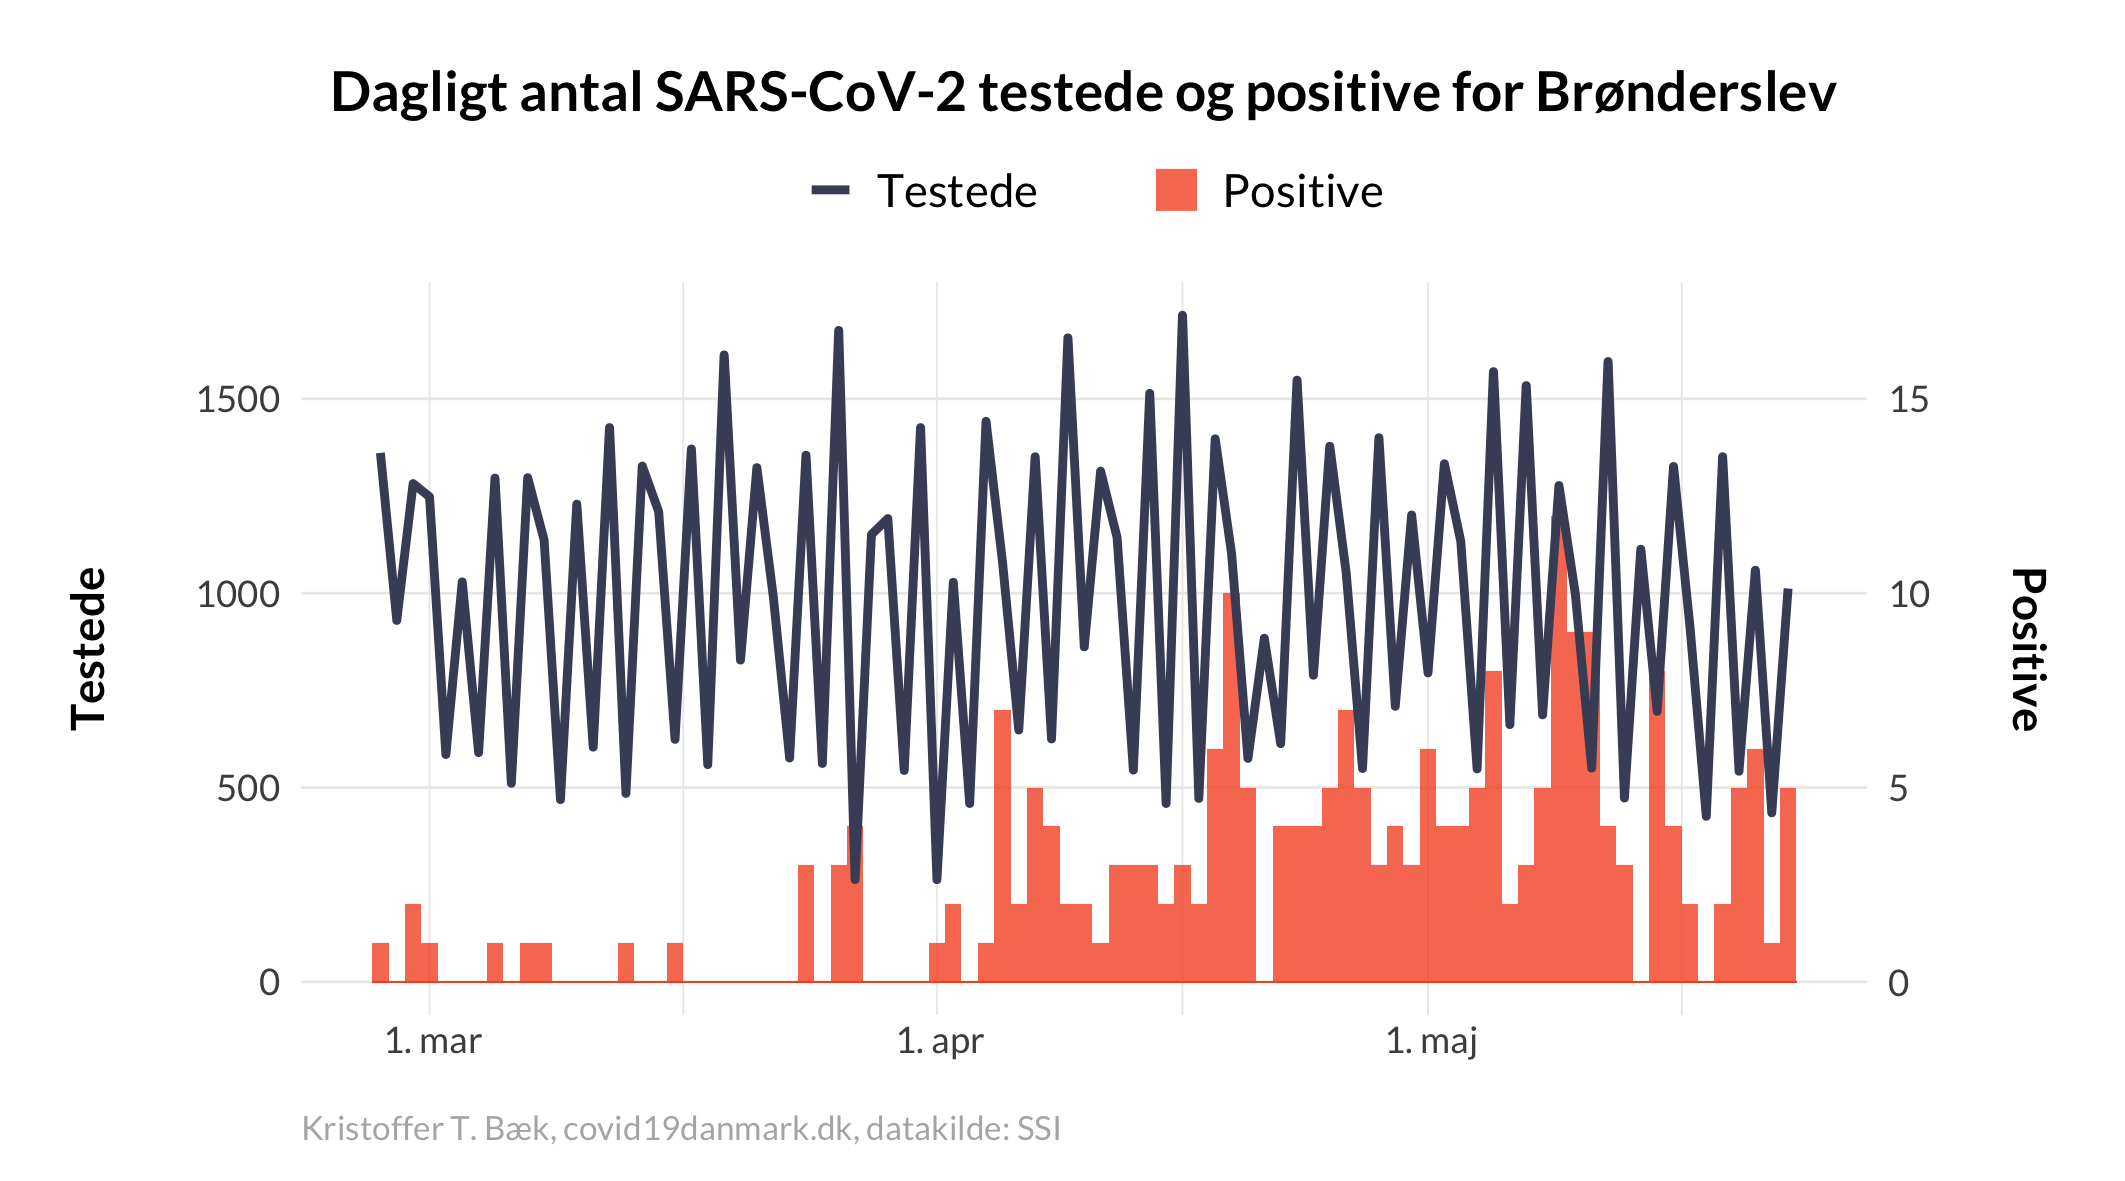 Dagligt antal SARS-CoV-2 testede og positive for Brønderslev
Testede
Positive
Testede
1500
1000
500
0
15
10
5
0
Positive
1. mar
1. apr
1. maj
Kristoffer T. Bæk, covid19danmark.dk, datakilde: SSI